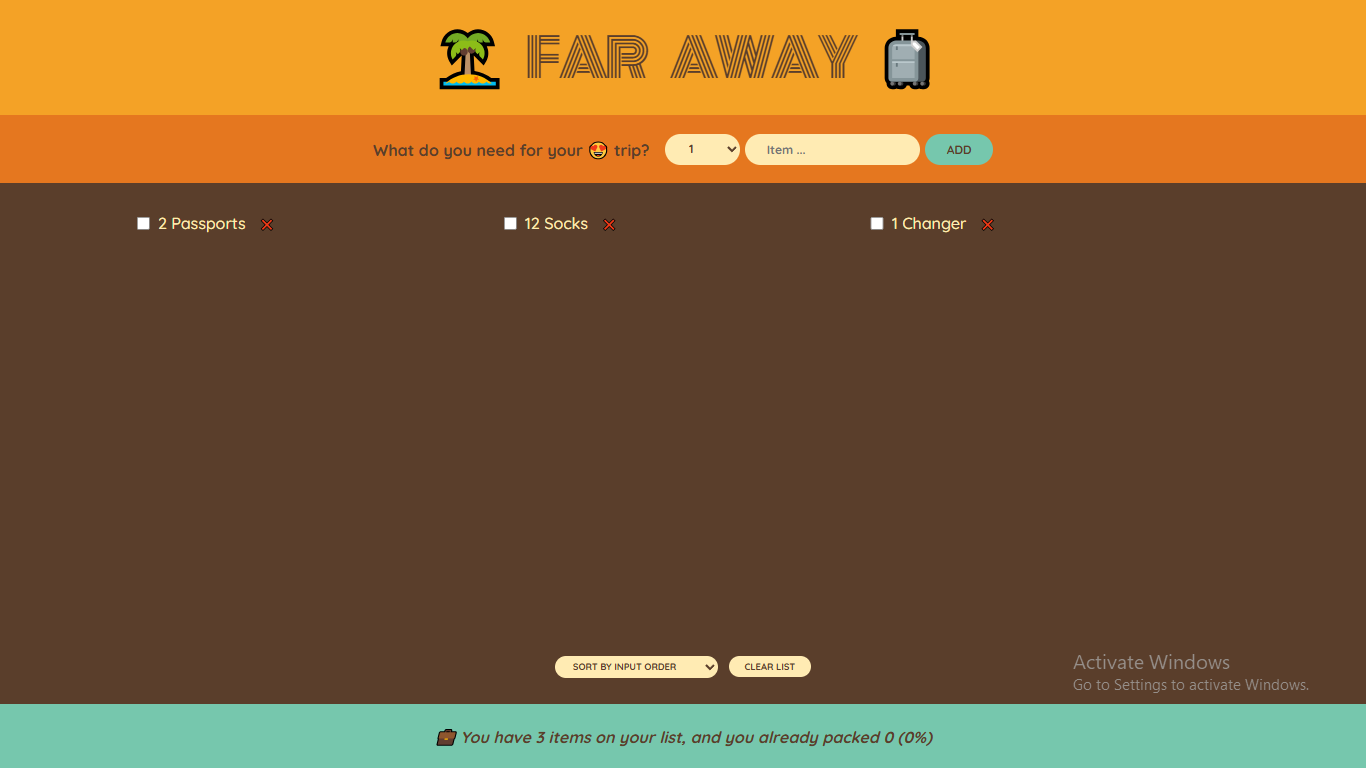 FAR AWAY
What do you need for your 😍 trip? 1 Item ... ADD
2 Passports ❌ 12 Socks ❌ 1 Changer ❌
SORT BY INPUT ORDER CLEAR LIST
Activate Windows
Go to Settings to activate Windows.
💼 You have 3 items on your list, and you already packed 0 (0%)